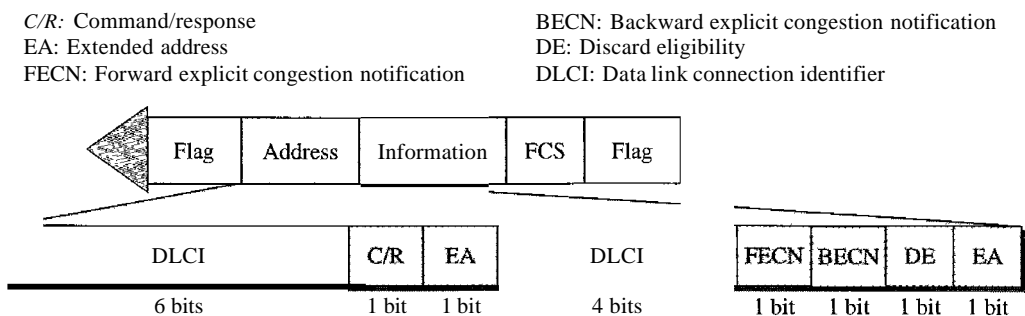 C/R: Command/response
EA: Extended address
FECN: Forward explicit congestion notification
BECN: Backward explicit congestion notification
DE: Discard eligibility
DLCI: Data link connection identifier
Flag Address Information FCS Flag
DLCI C/R EA DLCI FECN BECN DE EA
6 bits 1 bit 1 bit 4 bits 1 bit 1 bit 1 bit 1 bit